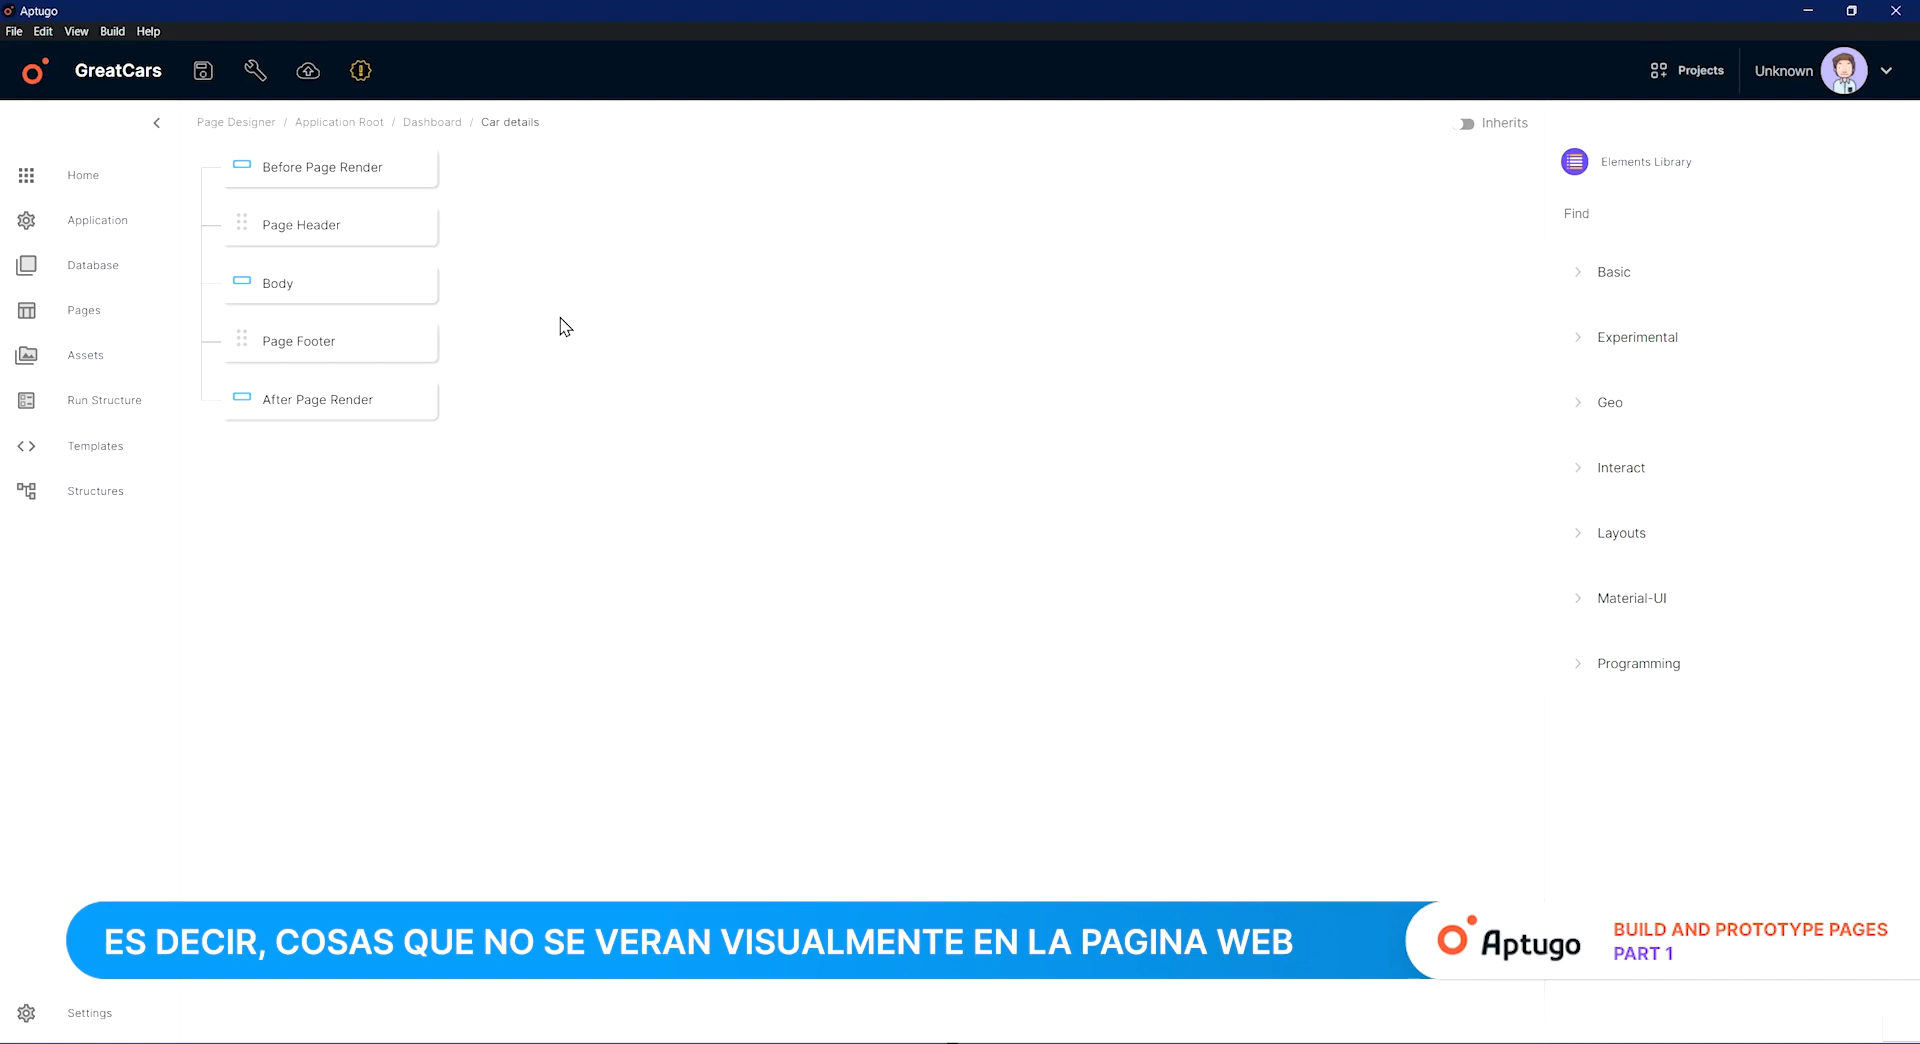 Aptugo
File Edit View Build Help
GreatCars
Projects
Unknown
Page Designer / Application Root / Dashboard / Car details
Inherits
Home
Application
Database
Pages
Assets
Run Structure
Templates
Structures
Before Page Render
Page Header
Body
Page Footer
After Page Render
Elements Library
Find
Basic
Experimental
Geo
Interact
Layouts
Material-UI
Programming
ES DECIR, COSAS QUE NO SE VERAN VISUALMENTE EN LA PAGINA WEB
Aptugo
BUILD AND PROTOTYPE PAGES
PART 1
Settings